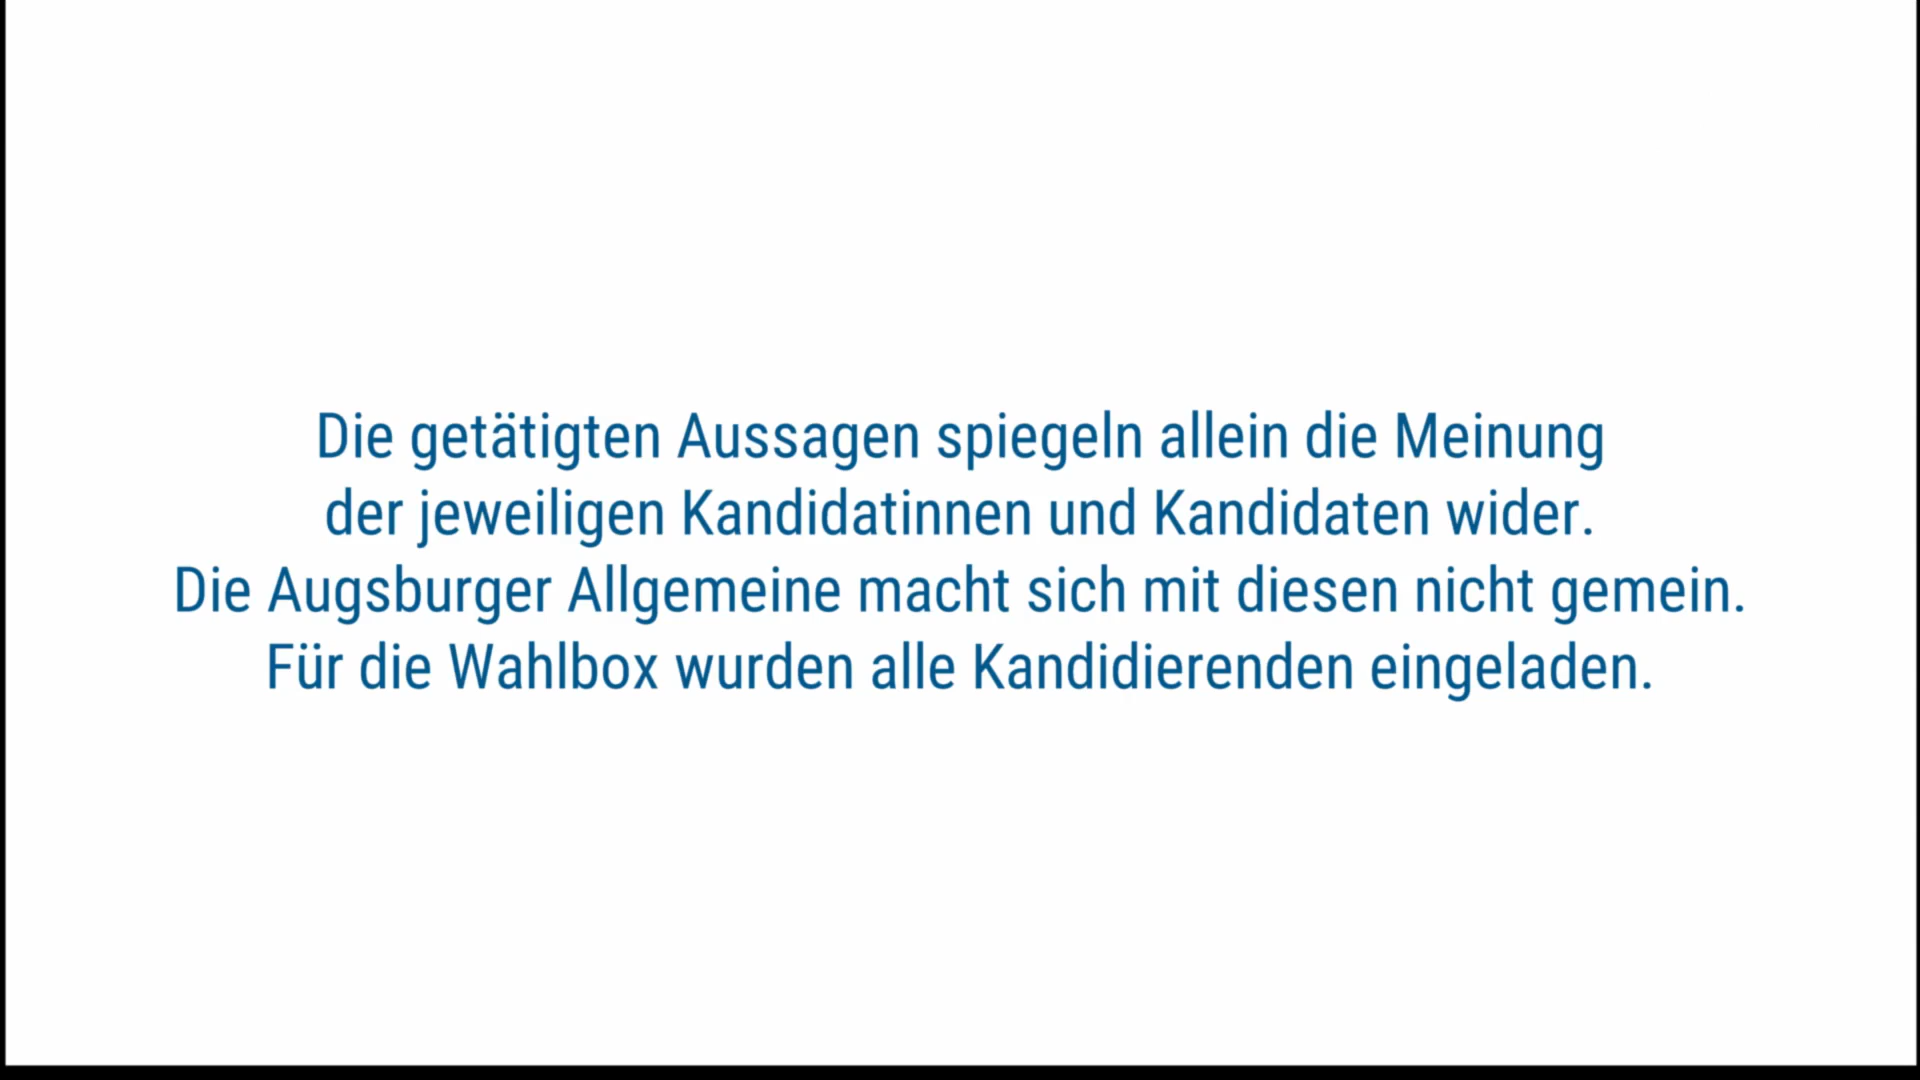 Die getätigten Aussagen spiegeln allein die Meinung
der jeweiligen Kandidatinnen und Kandidaten wider.
Die Augsburger Allgemeine macht sich mit diesen nicht gemein.
Für die Wahlbox wurden alle Kandidierenden eingeladen.